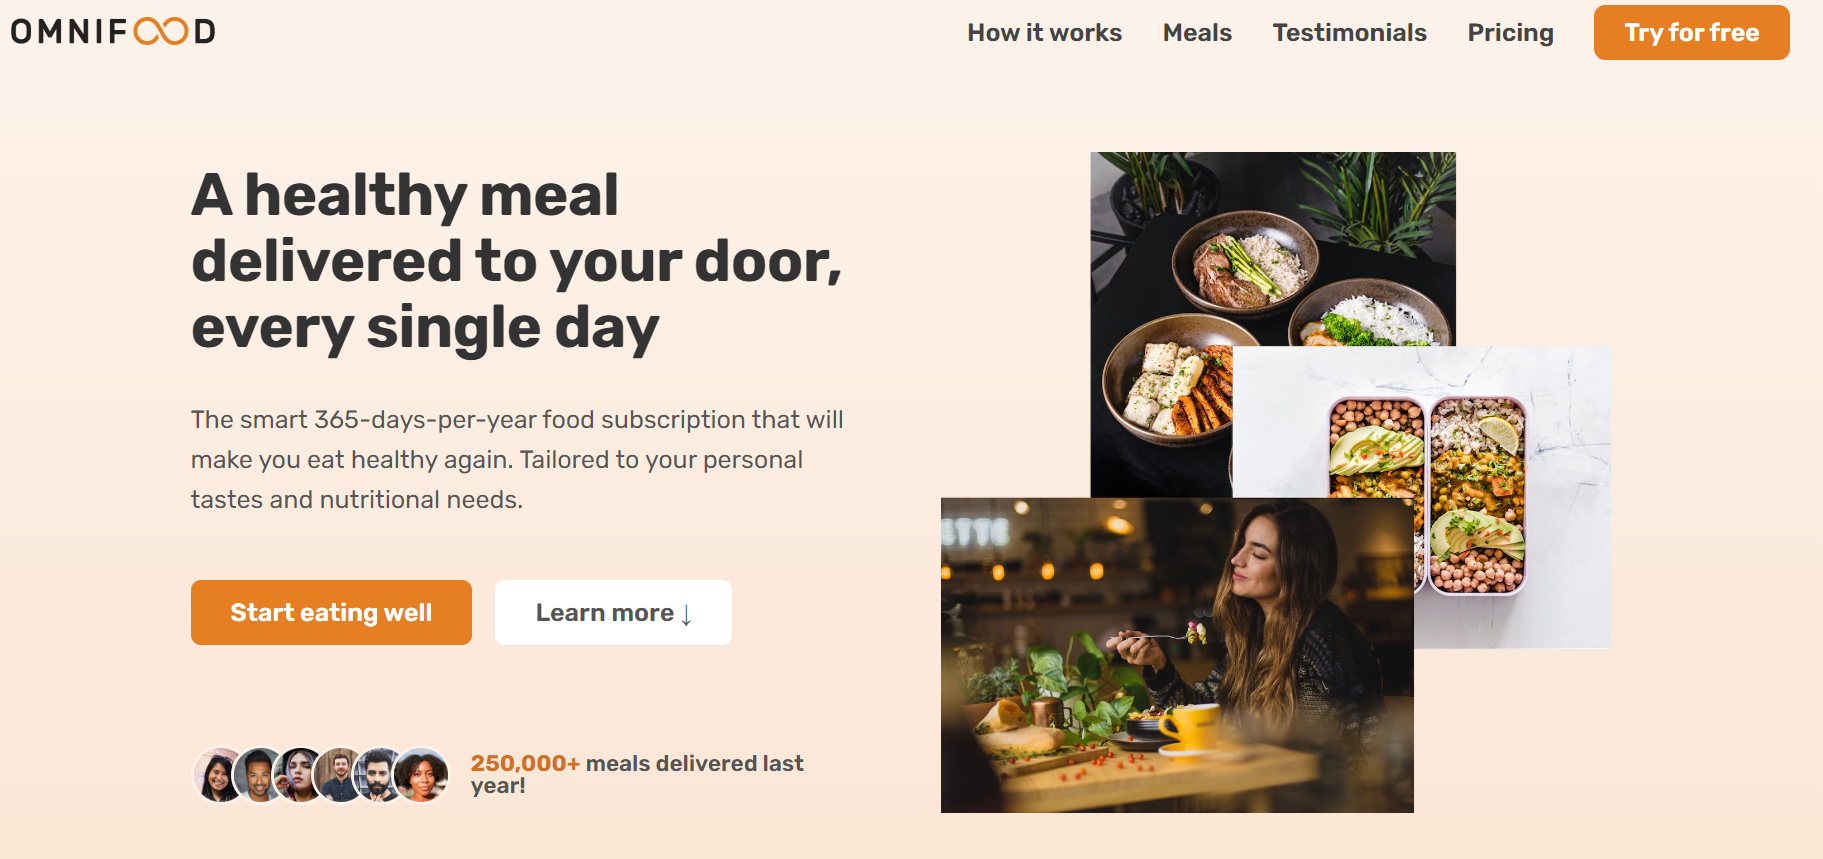 OMNIFOOD
How it works
Meals
Testimonials
Pricing
Try for free
A healthy meal
delivered to your door,
every single day
The smart 365-days-per-year food subscription that will
make you eat healthy again. Tailored to your personal
tastes and nutritional needs.
Start eating well
Learn more ↓
250,000+ meals delivered last
year!